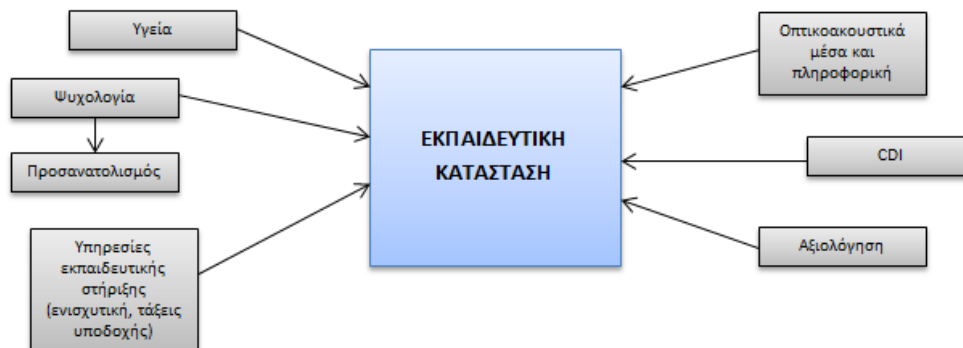 Υγεία
Ψυχολογία
Προσανατολισμός
Υπηρεσίες
εκπαιδευτικής
στήριξης
(ενισχυτική, τάξεις
υποδοχής)
ΕΚΠΑΙΔΕΥΤΙΚΗ
ΚΑΤΑΣΤΑΣΗ
Οπτικοακουστικά
μέσα και
πληροφορική
CDI
Αξιολόγηση